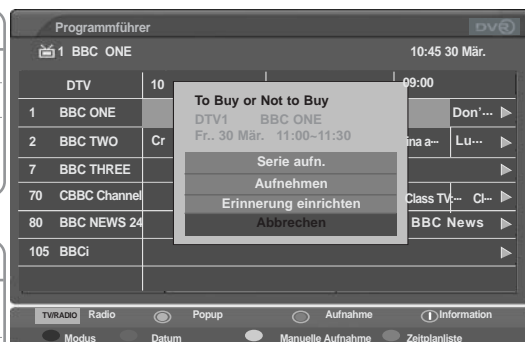 Programmführer
DVR
1 BBC ONE 10:45 30 Mär.
DTV 10 09:00
1 BBC ONE Don’···
2 BBC TWO Cr ina a··· Lu···
7 BBC THREE
70 CBBC Channel Class TV:··· Cl···
80 BBC NEWS 24 BBC News
105 BBCi
To Buy or Not to Buy
DTV1 BBC ONE
Fr.. 30 Mär. 11:00~11:30
Serie aufn.
Aufnehmen
Erinnerung einrichten
Abbrechen
TV/RADIO Radio Popup Aufnahme Information
Modus Datum Manuelle Aufnahme Zeitplanliste